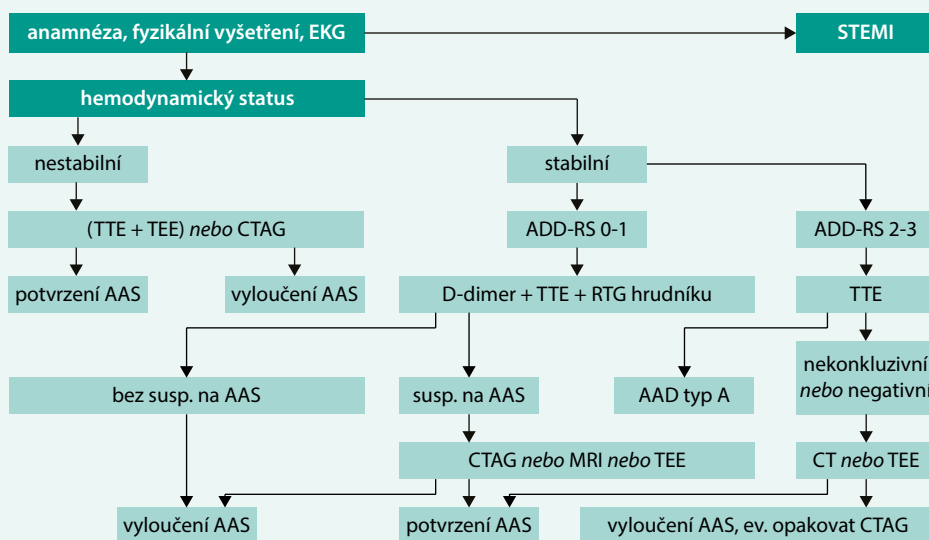 anamnéza, fyzikální vyšetření, EKG
STEMI
hemodynamický status
nestabilní
stabilní
(TTE + TEE) nebo CTAG
ADD-RS 0-1
ADD-RS 2-3
potvrzení AAS
vyloučení AAS
D-dimer + TTE + RTG hrudníku
TTE
bez susp. na AAS
susp. na AAS
AAD typ A
nekonkluzivní
nebo negativní
CTAG nebo MRI nebo TEE
CT nebo TEE
vyloučení AAS
potvrzení AAS
vyloučení AAS, ev. opakovat CTAG